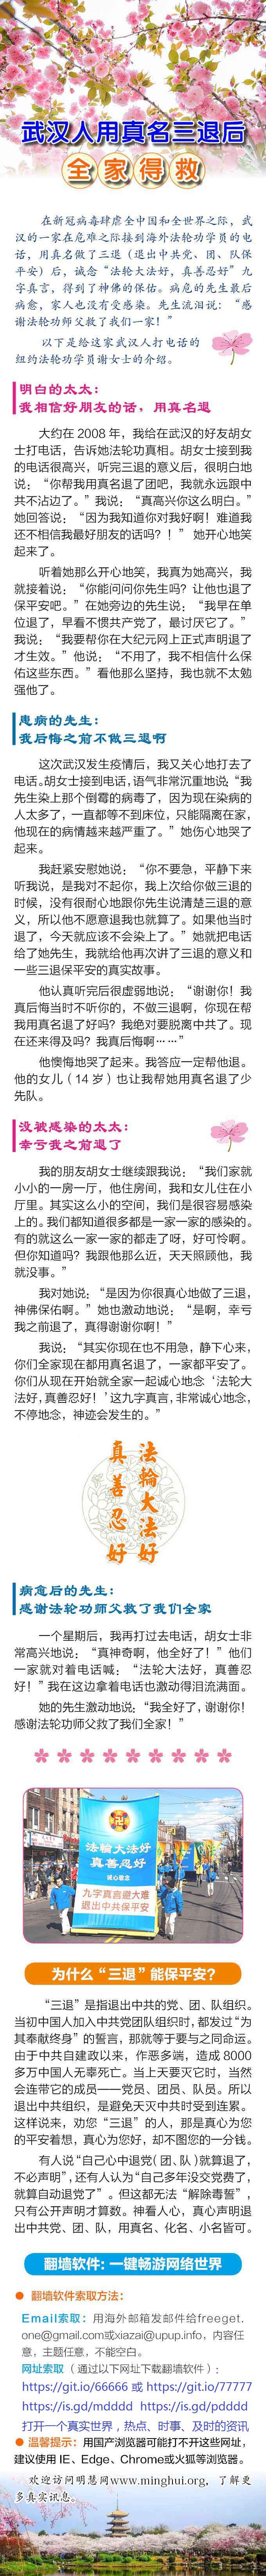 武汉人用真名三退后
全家得救
在新冠病毒肆虐全中国和全世界之际，武
汉的一家在危难之际接到海外法轮功学员的电
话，用真名做了三退（退出中共党、团、队保
平安）后，诚念“法轮大法好，真善忍好”九
字真言，得到了神佛的保佑。病危的先生最后
病愈，家人也没有受感染。先生流泪说：“感
谢法轮功师父救了我们一家！”
以下是给这家武汉人打电话的
纽约法轮功学员谢女士的介绍。
明白的太太：
我相信好朋友的话，用真名退
大约在 2008 年，我给在武汉的好友胡女
士打电话，告诉她法轮功真相。胡女士接到我
的电话很高兴，听完三退的意义后，很明白地
说：“你帮我用真名退了团吧，我就永远跟中
共不沾边了。”我说：“真高兴你这么明白。”
她回答说：“因为我知道你对我好啊！难道我
还不相信我最好朋友的话吗？！” 她开心地笑
起来了。
听着她那么开心地笑，我真为她高兴，我
就接着说：“你能问问你先生吗？让他也退了
保平安吧。”在她旁边的先生说：“我早在单
位退了，早看不惯共产党了，最讨厌它了。”
我说：“我要帮你在大纪元网上正式声明退了
才生效。”他说：“不用了，我不相信什么保
佑这些东西。”看他那么坚持，我也就不太勉
强他了。
患病的先生：
我后悔之前不做三退啊
这次武汉发生疫情后，我又关心地打去了
电话。胡女士接到电话，语气非常沉重地说：“我
先生染上那个倒霉的病毒了，因为现在染病的
人太多了，一直都等不到床位，只能隔离在家，
他现在的病情越来越严重了。”她伤心地哭了
起来。
我赶紧安慰她说：“你不要急，平静下来
听我说，是我对不起你，我上次给你做三退的
时候，没有很耐心地跟你先生说清楚三退的意
义，所以他不愿意退我也就算了。如果他当时
退了，今天就应该不会染上了。”她就把电话
给了她先生，我就给他再次讲了三退的意义和
一些三退保平安的真实故事。
他认真听完后很虚弱地说：“谢谢你！我
真后悔当时不听你的，不做三退啊，你现在帮
我用真名退了好吗？我绝对要脱离中共了。现
在还来得及吗？我真后悔啊……”
他懊悔地哭了起来。我答应一定帮他退。
他的女儿（14 岁）也让我帮她用真名退了少
先队。
没被感染的太太：
幸亏我之前退了
我的朋友胡女士继续跟我说：“我们家就
小小的一房一厅，他住房间，我和女儿住在小
厅里。其实这么小的空间，我们是很容易感染
上的。我们都知道很多都是一家一家的感染的。
有的就这么一家一家的都走了呀，好可怜啊。
但你知道吗？我跟他那么近，天天照顾他，我
就没事。”
我对她说：“是因为你很真心地做了三退，
神佛保佑啊。”她也激动地说：“是啊，幸亏
我之前退了，真得谢谢你啊！”
我说：“其实你现在也不用急，静下心来，
你们全家现在都用真名退了，一家都平安了。
你们从现在开始就全家一起诚心地念‘法轮大
法好，真善忍好！’这九字真言，非常诚心地念，
不停地念，神迹会发生的。”
法輪大法好
真善忍好
病愈后的先生：
感谢法轮功师父救了我们全家
一个星期后，我再打过去电话，胡女士非
常高兴地说：“真神奇啊，他全好了！”他们
一家就对着电话喊：“法轮大法好，真善忍
好！”我在这边拿着电话也激动得泪流满面。
她的先生激动地说：“我全好了，谢谢你！
感谢法轮功师父救了我们全家！”
法轮大法好
真善忍好
诚心敬念
九字真言避大难
退出中共保平安
为什么“三退”能保平安？
“三退”是指退出中共的党、团、队组织。
当初中国人加入中共党团队组织时，都发过“为
其奉献终身”的誓言，那就等于要与之同命运。
由于中共自建政以来，作恶多端，造成 8000
多万中国人无辜死亡。当上天要灭它时，当然
会连带它的成员——党员、团员、队员。所以
退出中共组织，是避免天灭中共时受到连累。
这样说来，劝您“三退”的人，那是真心为您
的平安着想，真心为您好，却不图您的一分钱。
有人说“自己心中退党（团、队）就算退了，
不必声明”，还有人认为“自己多年没交党费了，
就算自动退党了”。但这都无法“解除毒誓”，
只有公开声明才算数。神看人心，真心声明退
出中共党、团、队，用真名、化名、小名皆可。
翻墙软件：一键畅游网络世界
● 翻墙软件索取方法：
Email索取：用海外邮箱发邮件给freeget.
one@gmail.com或xiazai@upup.info，内容任
意，主题任意，不能空白。
网址索取（通过以下网址下载翻墙软件）：
https://git.io/66666 或 https://git.io/77777
https://is.gd/mdddd https://is.gd/pdddd
打开一个真实世界，热点、时事、及时的资讯
● 温馨提示：用国产浏览器可能打不开这些网址，
建议使用 IE、Edge、Chrome或火狐等浏览器。
欢迎访问明慧网www.minghui.org，了解更
多真实讯息。